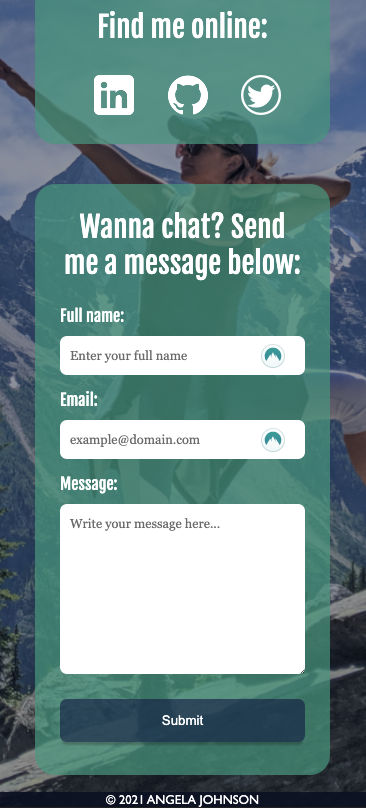 Find me online:
in
Wanna chat? Send
me a message below:
Full name:
Enter your full name
Email:
example@domain.com
Message:
Write your message here...
Submit
© 2021 ANGELA JOHNSON